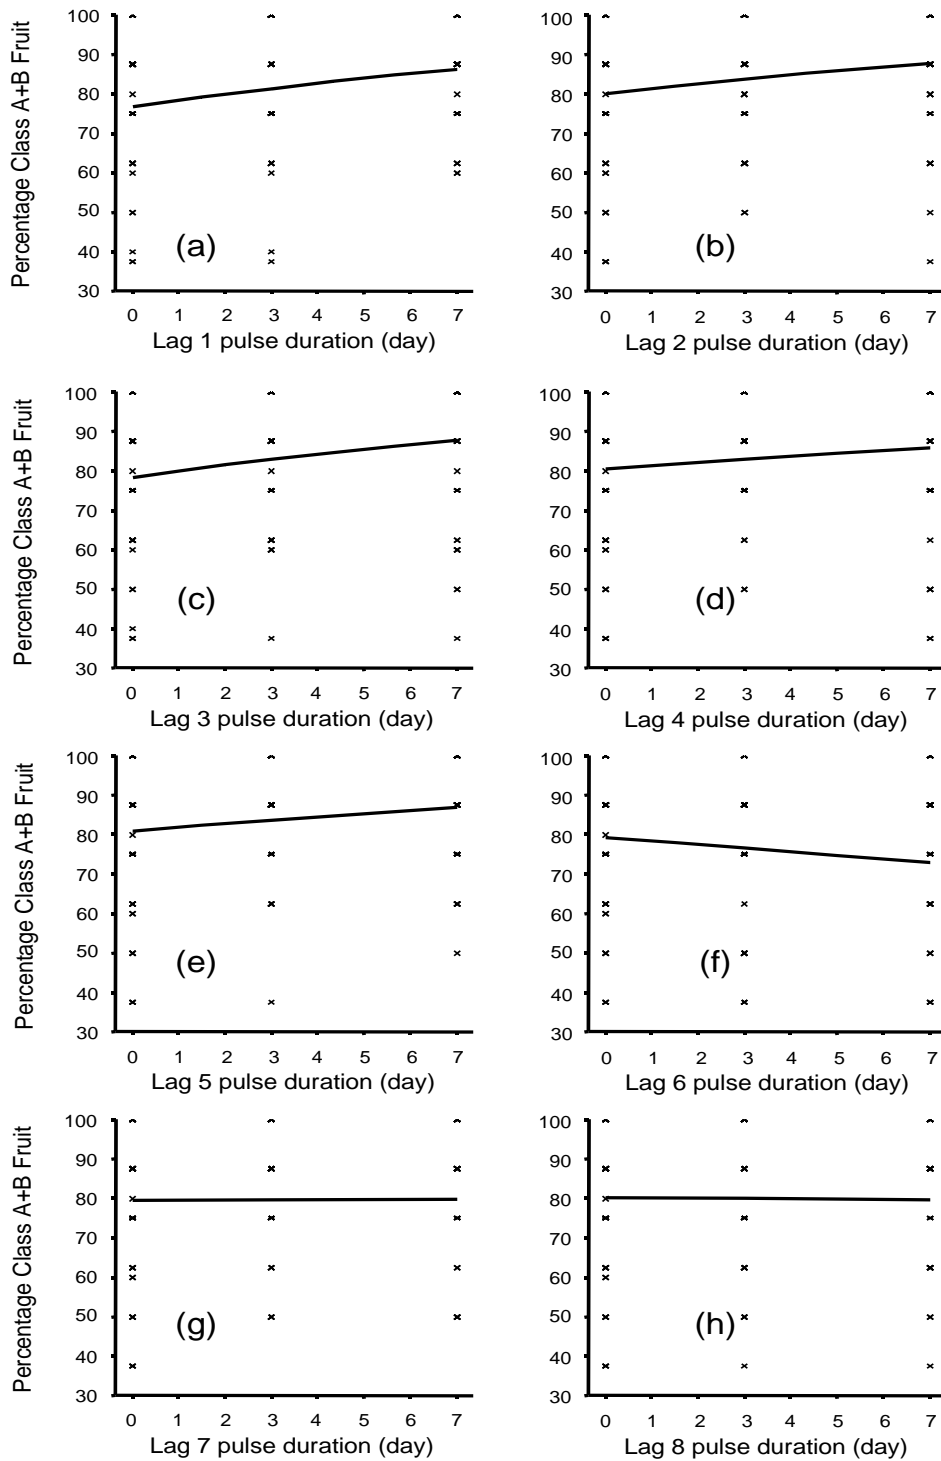 Percentage Class A+B Fruit
100
90
80
70
60
50
40
30
(a)
0 1 2 3 4 5 6 7
Lag 1 pulse duration (day)
100
90
80
70
60
50
40
30
(b)
0 1 2 3 4 5 6 7
Lag 2 pulse duration (day)
Percentage Class A+B Fruit
100
90
80
70
60
50
40
30
(c)
0 1 2 3 4 5 6 7
Lag 3 pulse duration (day)
100
90
80
70
60
50
40
30
(d)
0 1 2 3 4 5 6 7
Lag 4 pulse duration (day)
Percentage Class A+B Fruit
100
90
80
70
60
50
40
30
(e)
0 1 2 3 4 5 6 7
Lag 5 pulse duration (day)
100
90
80
70
60
50
40
30
(f)
0 1 2 3 4 5 6 7
Lag 6 pulse duration (day)
Percentage Class A+B Fruit
100
90
80
70
60
50
40
30
(g)
0 1 2 3 4 5 6 7
Lag 7 pulse duration (day)
100
90
80
70
60
50
40
30
(h)
0 1 2 3 4 5 6 7
Lag 8 pulse duration (day)